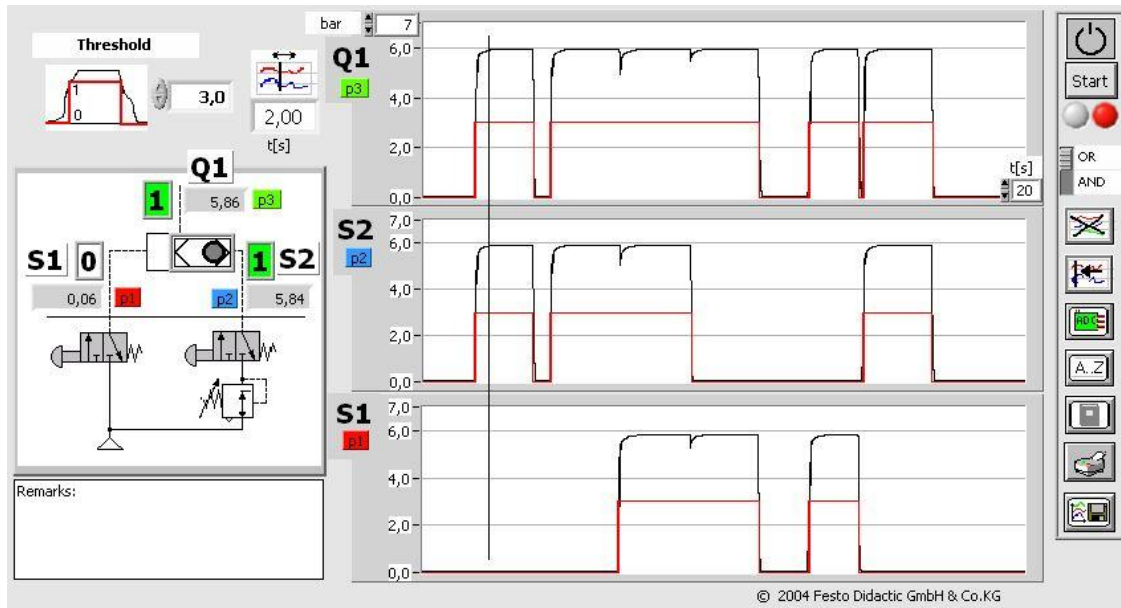 bar 7
Threshold
1
0
3,0
2,00
t[s]
Q1
p3
6,0
4,0
2,0
0,0
t[s]
20
Q1
1 5,86 p3
S1 0 1 S2
0,06 p1 p2 5,84
S2
p2
7,0
6,0
4,0
2,0
0,0
S1
p1
7,0
6,0
4,0
2,0
0,0
Remarks:
Start
OR
AND
ADC
A..Z
© 2004 Festo Didactic GmbH & Co.KG